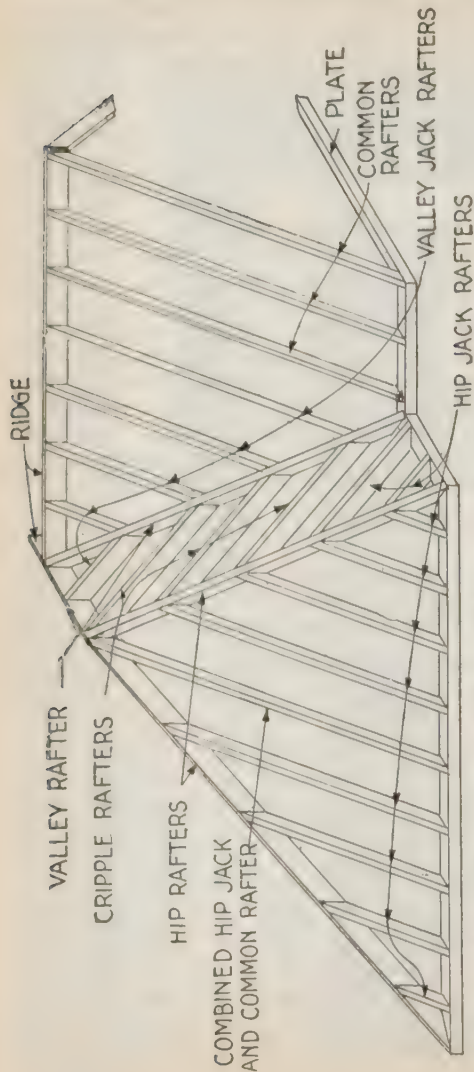 RIDGE
VALLEY RAFTER
CRIPPLE RAFTERS
HIP RAFTERS
COMBINED HIP JACK
AND COMMON RAFTER
PLATE
COMMON
RAFTERS
VALLEY JACK RAFTERS
HIP JACK RAFTERS